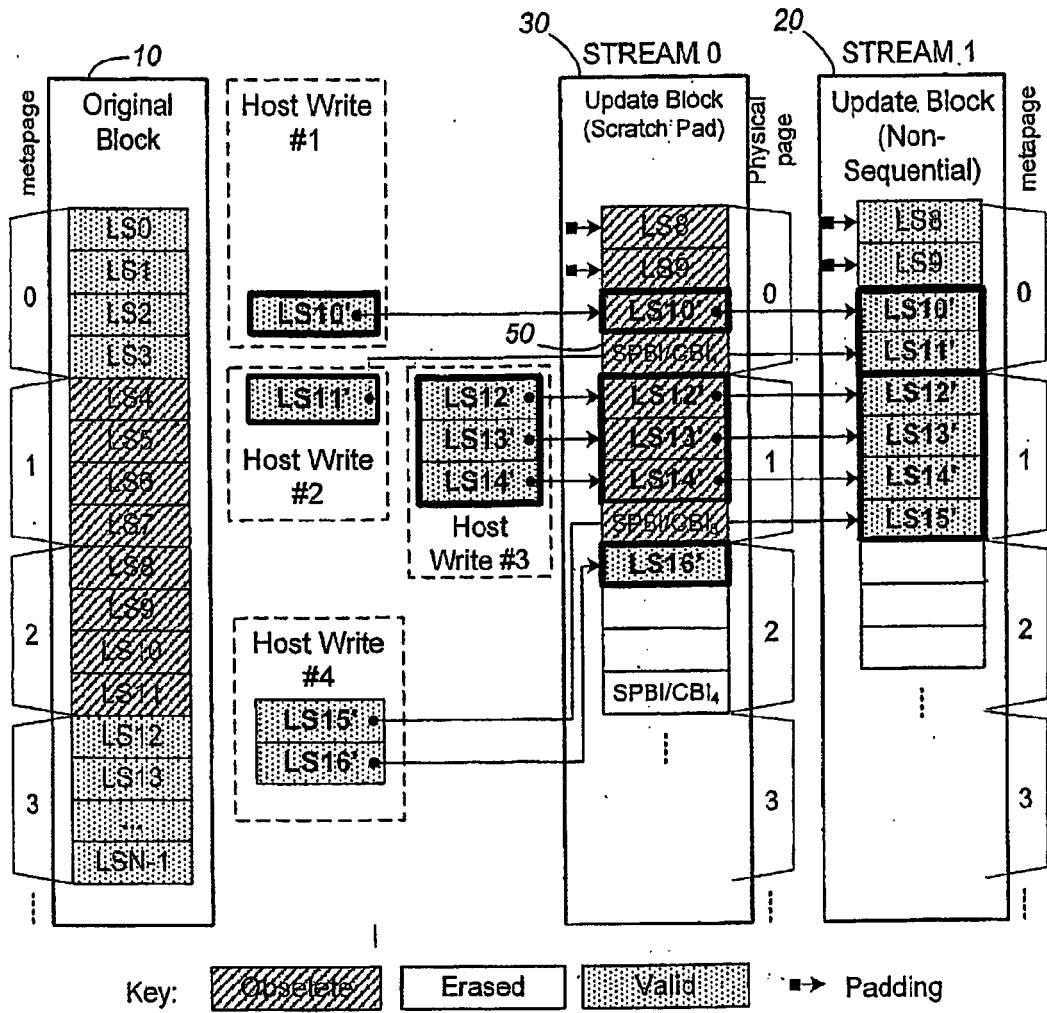 10
30
20
STREAM 0
STREAM 1
metapage
Original
Block
Host Write
#1
Update Block
(Scratch Pad)
Physical
page
Update Block
(Non-
Sequential)
metapage
LS0
LS1
LS2
LS3
0
LS10'
LS8
LS9
LS10'
50
SPBI/CBI
0
LS8
LS9
LS10
LS11'
0
LS4
LS5
LS6
LS7
1
LS11'
Host Write
#2
LS12'
LS13'
LS14'
Host
Write #3
LS12'
LS13'
LS14'
SPBI/CBI
1
LS12'
LS13'
LS14'
LS15'
1
LS8
LS9
LS10
LS11
2
LS16'
SPBI/CBI4
2
2
Host Write
#4
LS15'
LS16'
LS12
LS13
...
LSN-1
3
3
3
Key:
Obselete
Erased
Valid
Padding